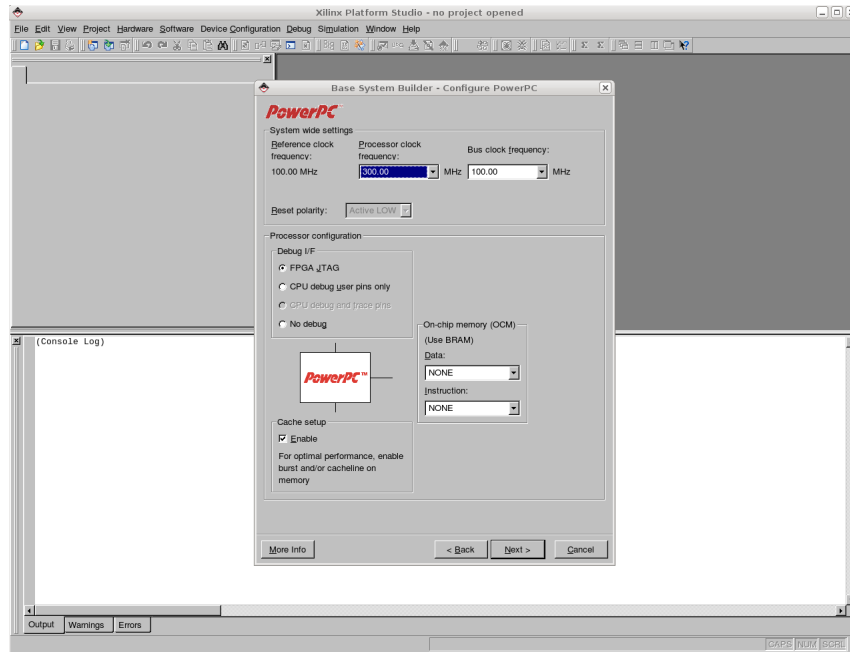 Xilinx Platform Studio - no project opened
File Edit View Project Hardware Software Device Configuration Debug Simulation Window Help
Base System Builder - Configure PowerPC
PowerPC™
System wide settings
Reference clock frequency:
Processor clock frequency:
Bus clock frequency:
100.00 MHz
300.00 MHz
100.00 MHz
Reset polarity: Active LOW
Processor configuration
Debug I/F
FPGA JTAG
CPU debug user pins only
CPU debug and trace pins
No debug
On-chip memory (OCM)
(Use BRAM)
Data:
NONE
Instruction:
NONE
PowerPC™
Cache setup
Enable
For optimal performance, enable
burst and/or cacheline on
memory
More Info
< Back
Next >
Cancel
(Console Log)
Output Warnings Errors
CAPS NUM SCRL